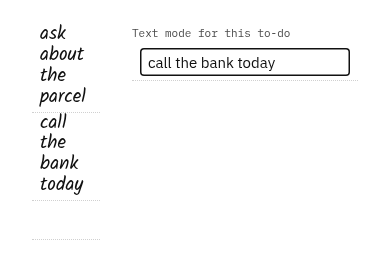 ask
about
the
parcel
call
the
bank
today
Text mode for this to-do
call the bank today